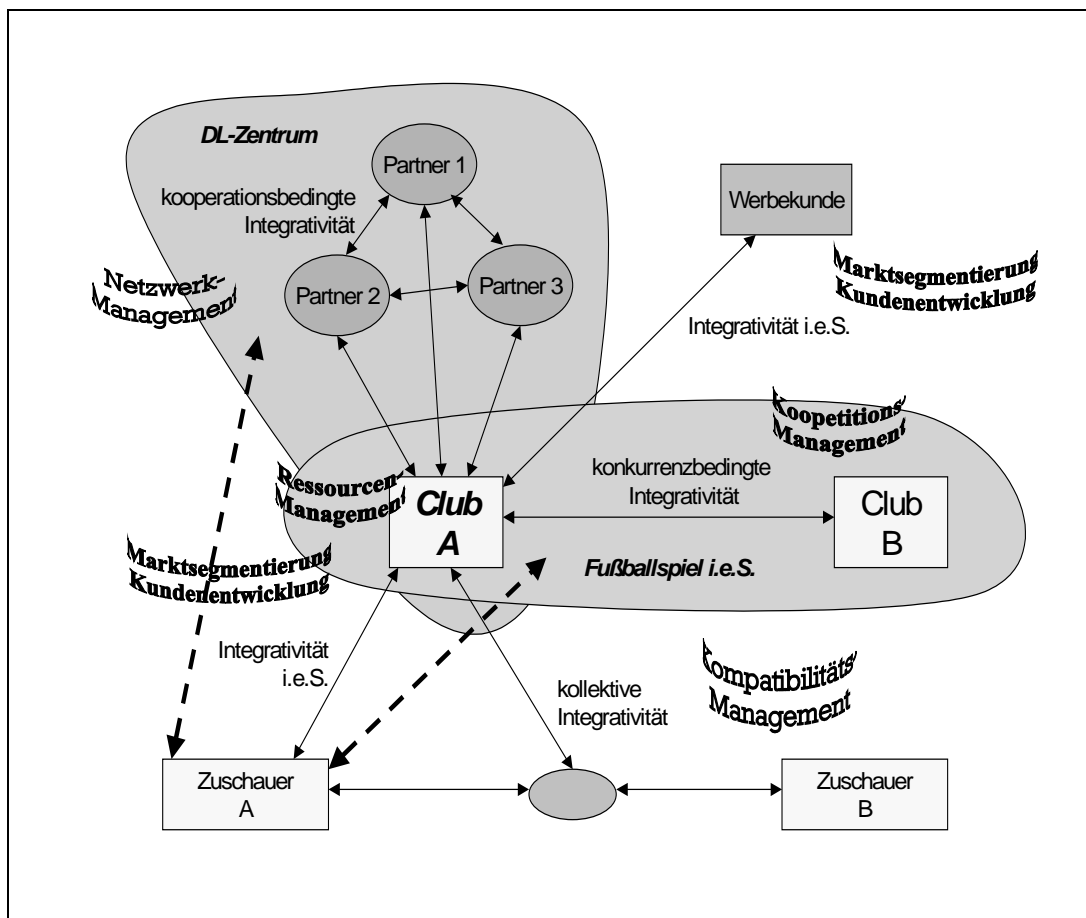 DL-Zentrum
Partner 1
kooperationsbedingte
Integrativität
Werbekunde
Netzwerk-
Management
Partner 2
Partner 3
Marktsegmentierung
Kundenentwicklung
Integrativität i.e.S.
Koopetitions
Management
Ressourcen-
Management
Club
A
konkurrenzbedingte
Integrativität
Club
B
Marktsegmentierung
Kundenentwicklung
Fußballspiel i.e.S.
Integrativität
i.e.S.
kollektive
Integrativität
Kompatibilitäts
Management
Zuschauer
A
Zuschauer
B